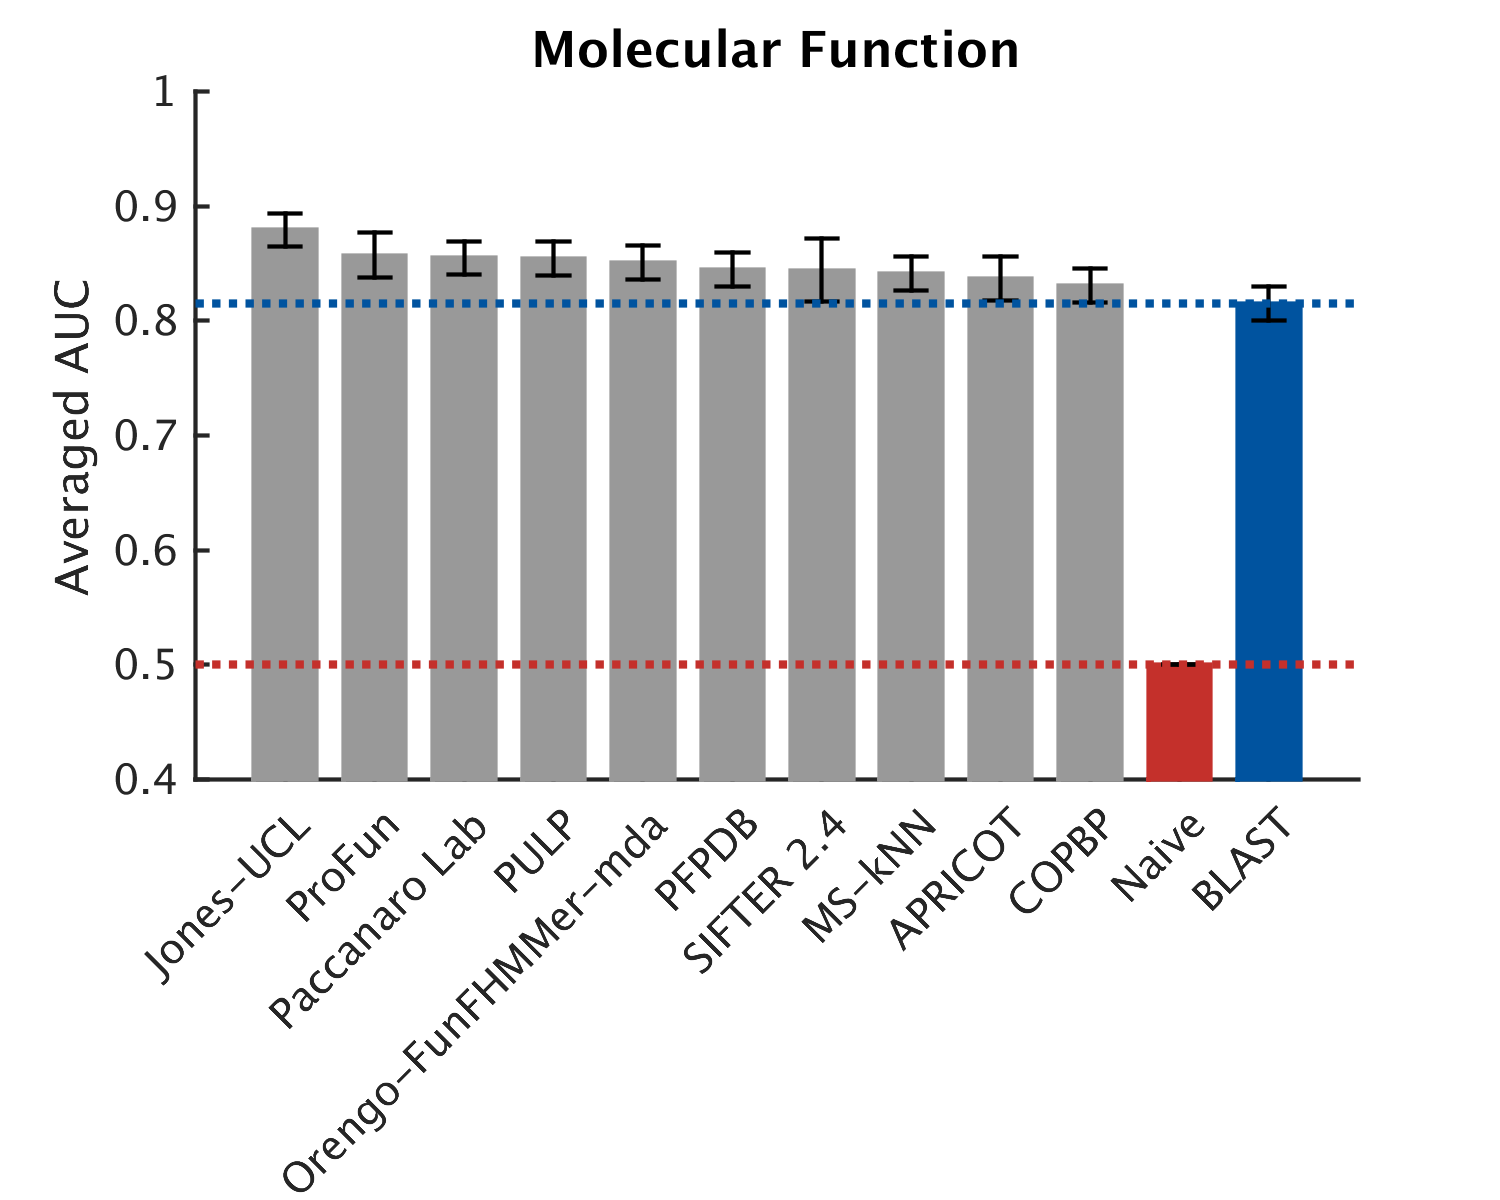 Molecular Function
Averaged AUC
1
0.9
0.8
0.7
0.6
0.5
0.4
Jones-UCL
ProFun
Paccanaro Lab
PULP
Orengo-FunFHMMer-mda
PFPDB
SIFTER 2.4
MS-kNN
APRICOT
COPBP
Naive
BLAST